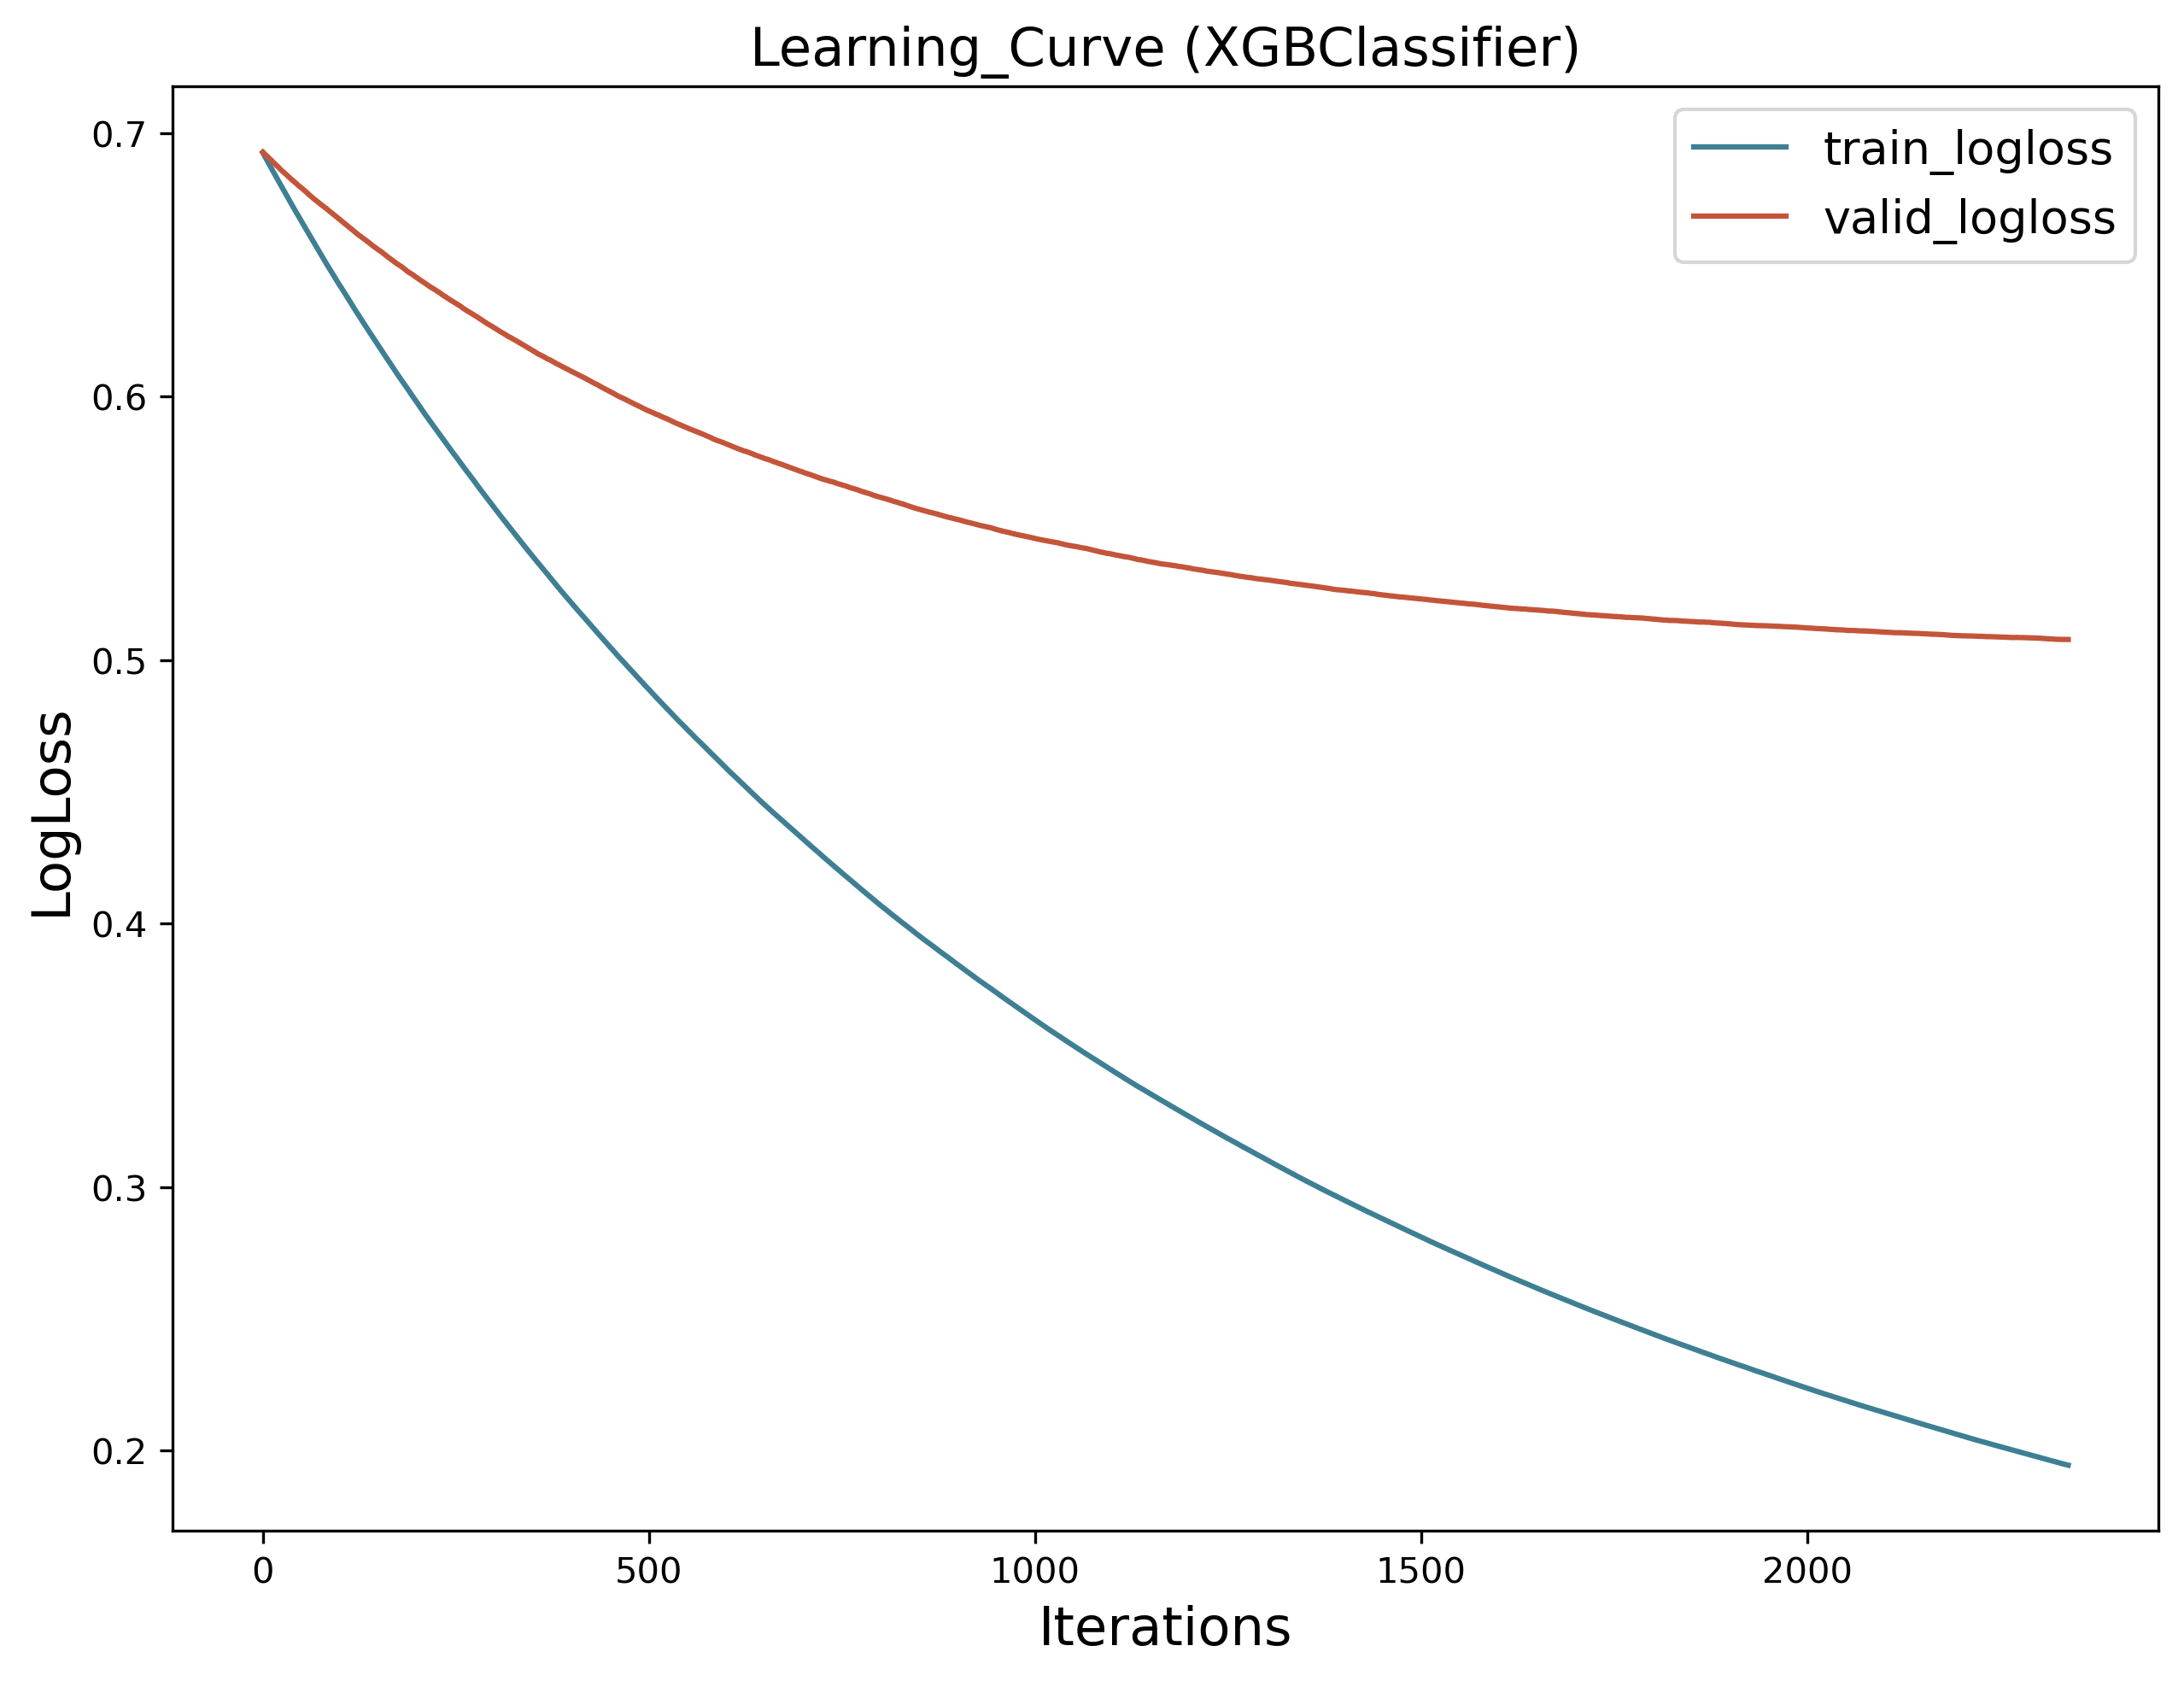 Learning_Curve (XGBClassifier)
train_logloss
valid_logloss
LogLoss
0.7
0.6
0.5
0.4
0.3
0.2
0 500 1000 1500 2000
Iterations